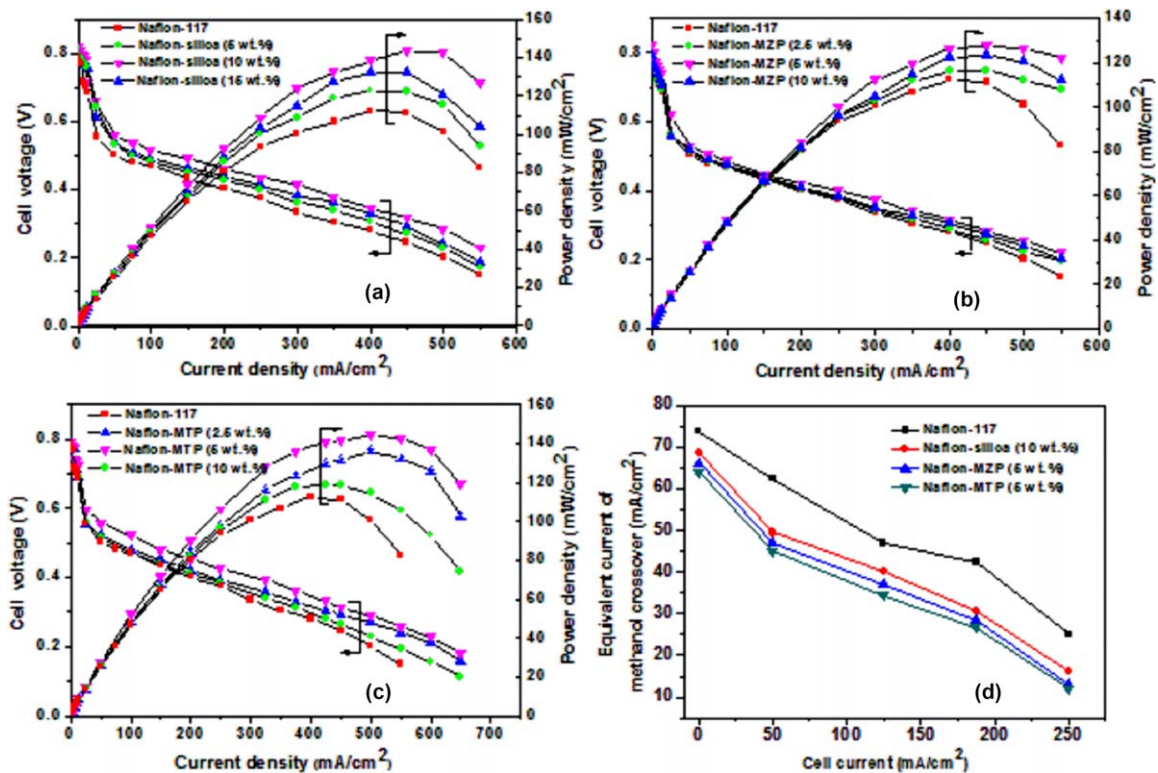 Nafion-117
Nafion-silica (5 wt.%)
Nafion-silica (10 wt.%)
Nafion-silica (15 wt.%)
Cell voltage (V)
0.8
0.6
0.4
0.2
0.0
160
140
120
100
80
60
40
20
0
Power density (mW/cm²)
(a)
0 100 200 300 400 500 600
Current density (mA/cm²)
Nafion-117
Nafion-MZP (2.5 wt.%)
Nafion-MZP (5 wt.%)
Nafion-MZP (10 wt.%)
Cell voltage (V)
0.8
0.6
0.4
0.2
0.0
140
120
100
80
60
40
20
0
Power density (mW/cm²)
(b)
0 100 200 300 400 500 600
Current density (mA/cm²)
Nafion-117
Nafion-MTP (2.5 wt.%)
Nafion-MTP (5 wt.%)
Nafion-MTP (10 wt.%)
Cell voltage (V)
0.8
0.6
0.4
0.2
0.0
160
140
120
100
80
60
40
20
0
Power density (mW/cm²)
(c)
0 100 200 300 400 500 600 700
Current density (mA/cm²)
Nafion-117
Nafion-silica (10 wt.%)
Nafion-MZP (5 wt.%)
Nafion-MTP (5 wt.%)
Equivalent current of
methanol crossover (mA/cm²)
80
75
70
60
50
40
30
20
10
(d)
0 50 100 150 200 250
Cell current (mA/cm²)